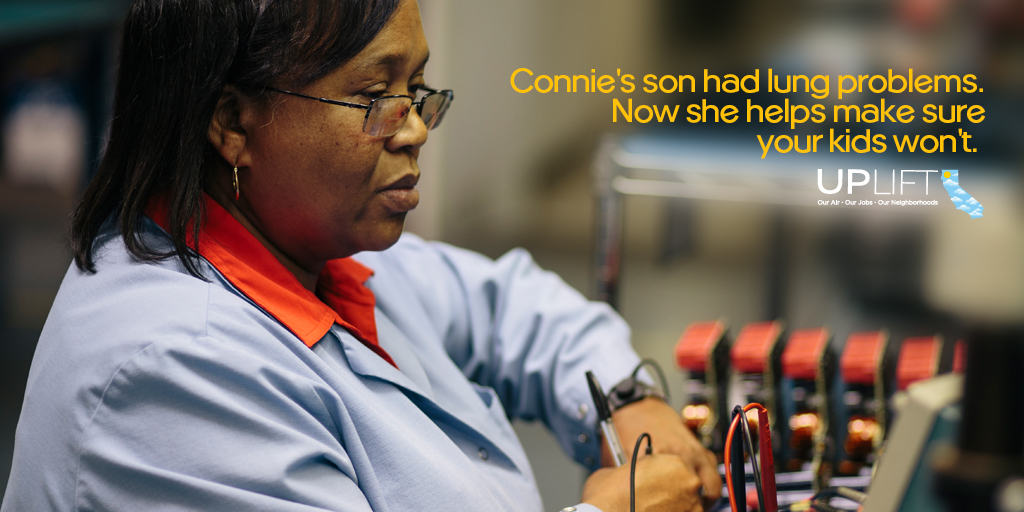 Connie's son had lung problems.
Now she helps make sure
your kids won't.
UPLIFT
Our Air • Our Jobs • Our Neighborhoods